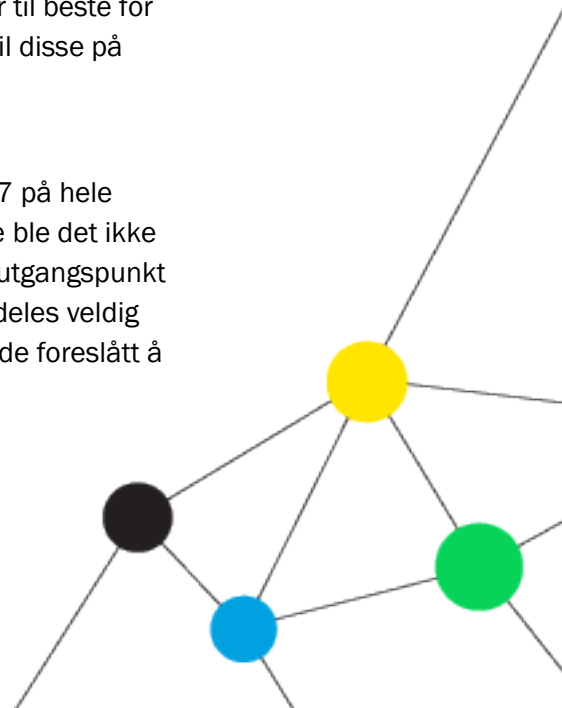 r til beste for
il disse på
7 på hele
e ble det ikke
utgangspunkt
deles veldig
de foreslått å